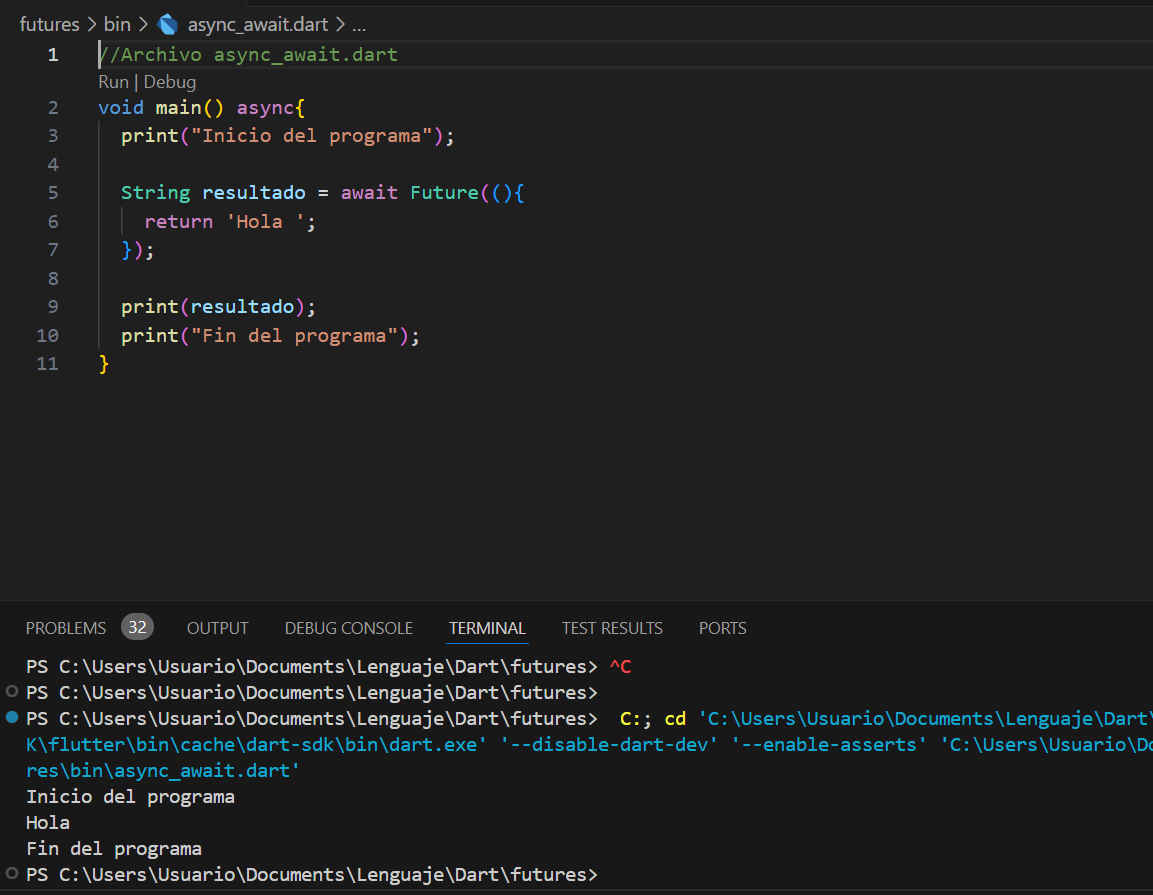 futures > bin > async_await.dart > ...
1 //Archivo async_await.dart
Run | Debug
2 void main() async{
3 print("Inicio del programa");
4
5 String resultado = await Future((){
6 return 'Hola ';
7 });
8
9 print(resultado);
10 print("Fin del programa");
11 }
PROBLEMS 32 OUTPUT DEBUG CONSOLE TERMINAL TEST RESULTS PORTS
PS C:\Users\Usuario\Documents\Lenguaje\Dart\futures> ^C
PS C:\Users\Usuario\Documents\Lenguaje\Dart\futures>
PS C:\Users\Usuario\Documents\Lenguaje\Dart\futures> C:; cd 'C:\Users\Usuario\Documents\Lenguaje\Dart\
K\flutter\bin\cache\dart-sdk\bin\dart.exe' '--disable-dart-dev' '--enable-asserts' 'C:\Users\Usuario\Do
res\bin\async_await.dart'
Inicio del programa
Hola
Fin del programa
PS C:\Users\Usuario\Documents\Lenguaje\Dart\futures>